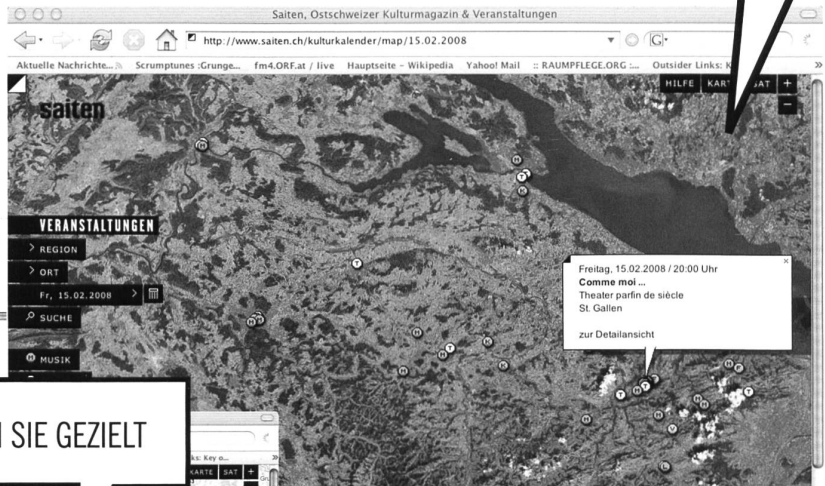 Saiten, Ostschweizer Kulturmagazin & Veranstaltungen
http://www.saiten.ch/kulturkalender/map/15.02.2008
G
Aktuelle Nachrichte... Scrumptunes :Grunge... fm4.ORF.at / live Hauptseite – Wikipedia Yahoo! Mail :: RAUMPFLEGE.ORG :... Outsider Links: K
HILFE KART SAT +
–
saiten
VERANSTALTUNGEN
> REGION
> ORT
Fr, 15.02.2008 >
SUCHE
M MUSIK
Freitag, 15.02.2008 / 20:00 Uhr
Comme moi ...
Theater parfin de siècle
St. Gallen
zur Detailansicht
SIE GEZIELT
ks: Key o...
KARTE SAT +